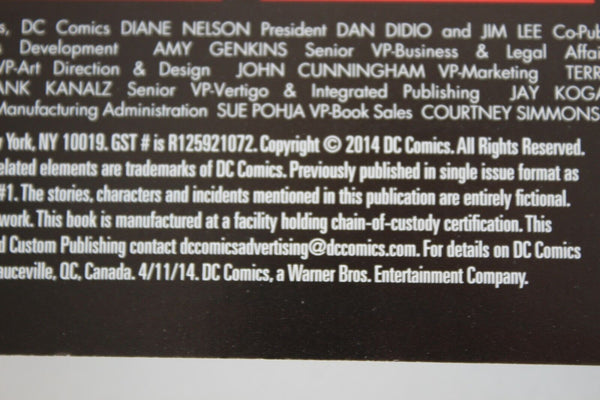 s, DC Comics DIANE NELSON President DAN DIDIO and JIM LEE Co-Pub
s Development AMY GENKINS Senior VP-Business & Legal Affai
VP-Art Direction & Design JOHN CUNNINGHAM VP-Marketing TERR
ANK KANALZ Senior VP-Vertigo & Integrated Publishing JAY KOGA
Manufacturing Administration SUE POHJA VP-Book Sales COURTNEY SIMMONS
York, NY 10019. GST # is R125921072. Copyright © 2014 DC Comics. All Rights Reserved.
elated elements are trademarks of DC Comics. Previously published in single issue format as
#1. The stories, characters and incidents mentioned in this publication are entirely fictional.
work. This book is manufactured at a facility holding chain-of-custody certification. This
d Custom Publishing contact dccomicsadvertising@dccomics.com. For details on DC Comics
auceville, QC, Canada. 4/11/14. DC Comics, a Warner Bros. Entertainment Company.